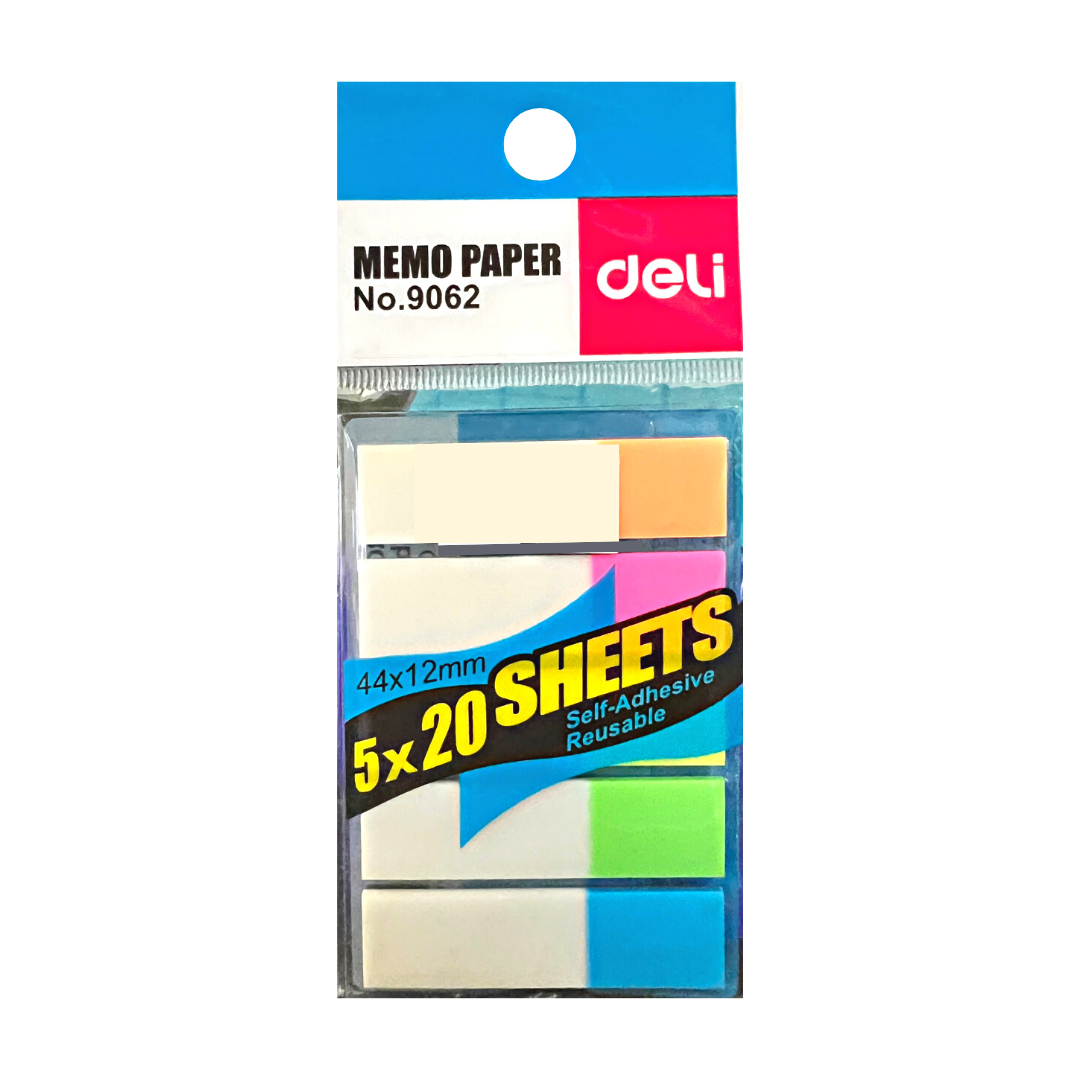 MEMO PAPER
No.9062
deli
44x12mm
5x20 SHEETS
Self-Adhesive
Reusable